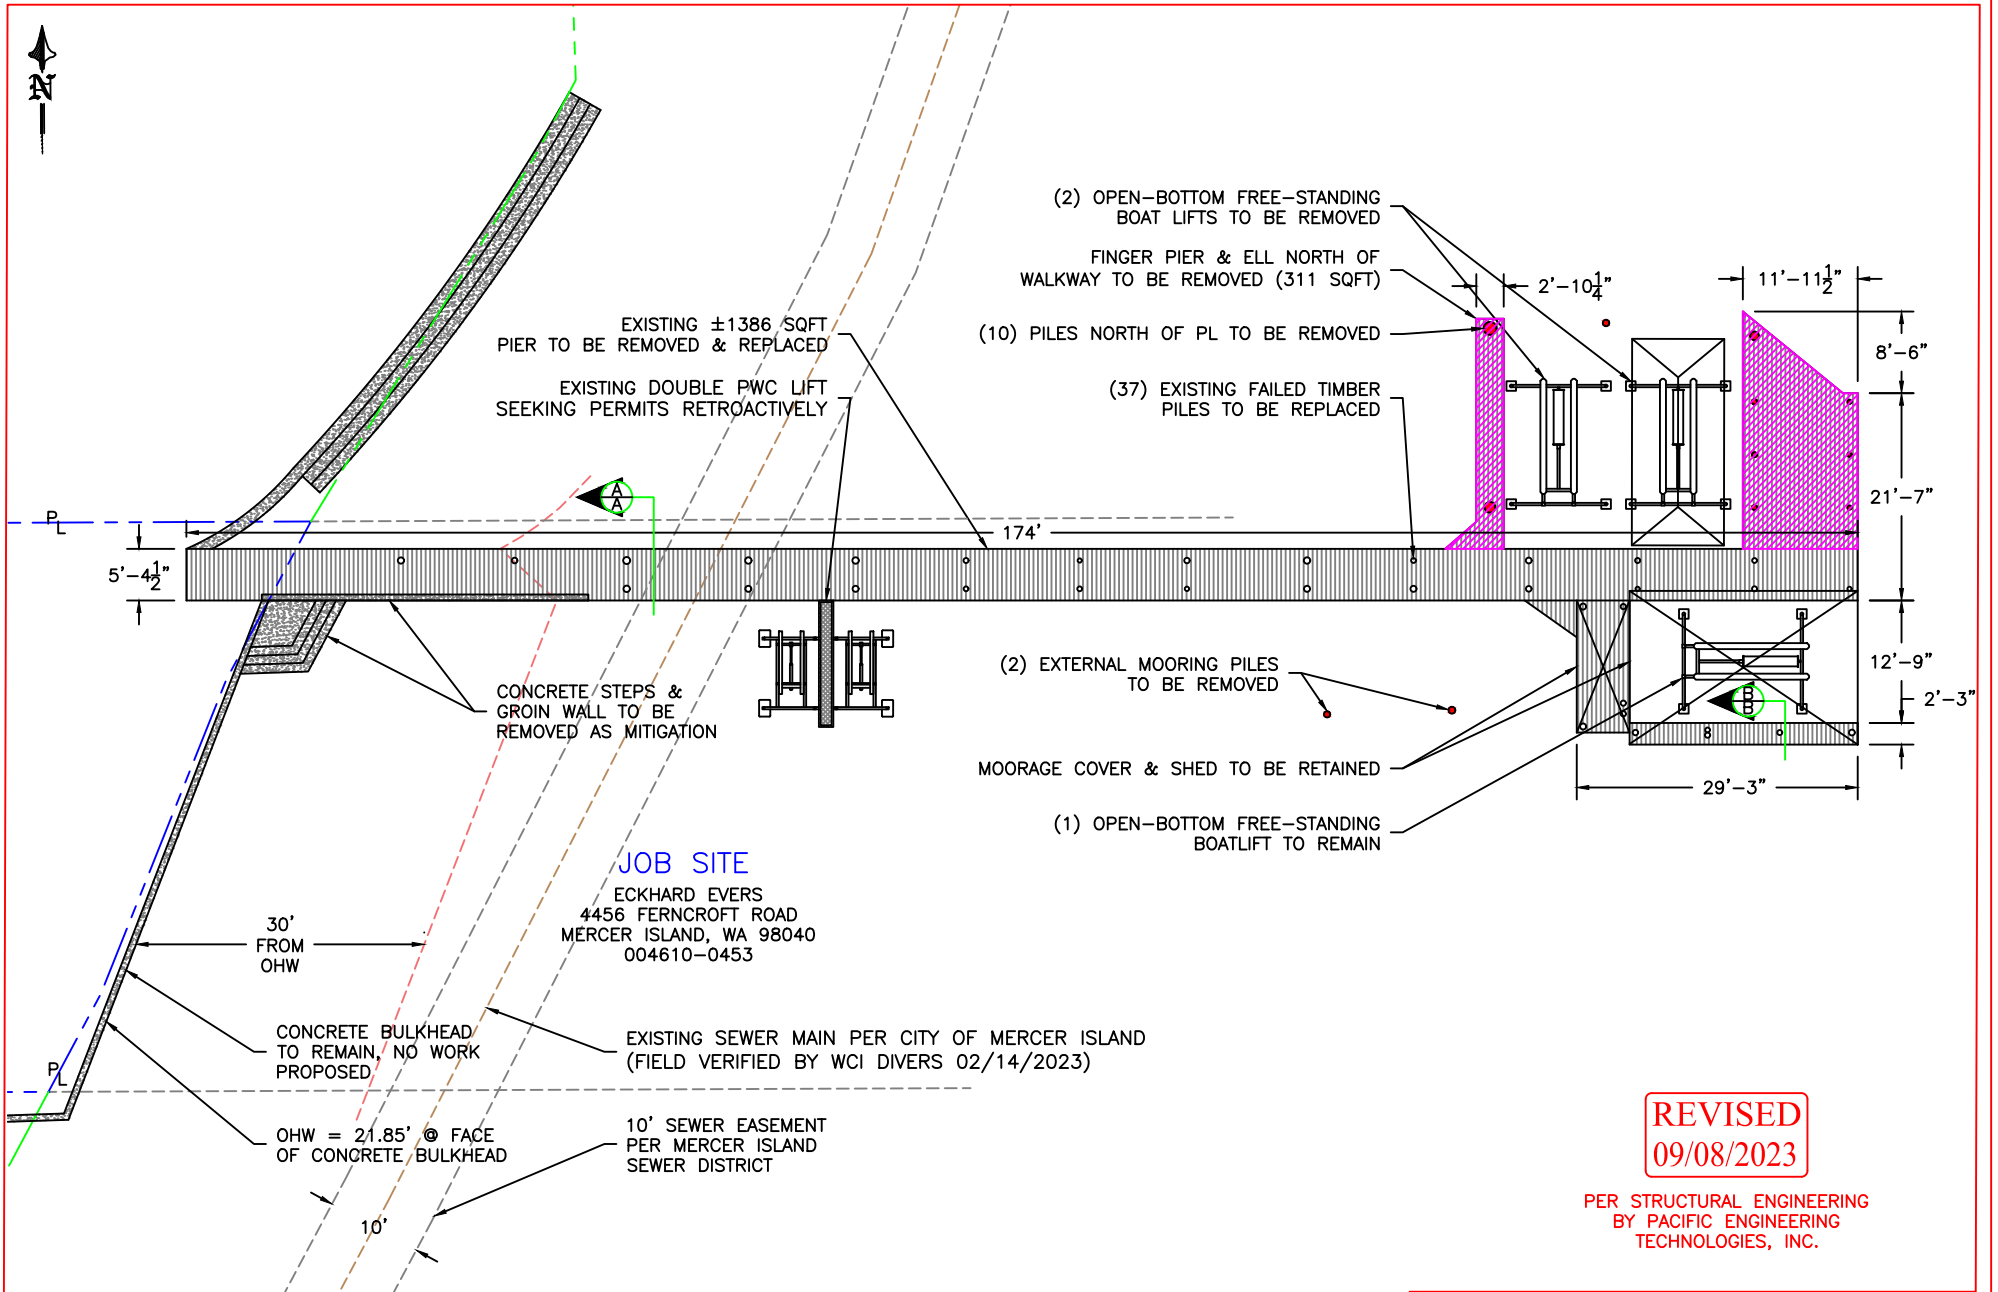 N
(2) OPEN-BOTTOM FREE-STANDING
BOAT LIFTS TO BE REMOVED
FINGER PIER & ELL NORTH OF
WALKWAY TO BE REMOVED (311 SQFT)
2'-10 1/4"
11'-11 1/2"
8'-6"
EXISTING ±1386 SQFT
PIER TO BE REMOVED & REPLACED
(10) PILES NORTH OF PL TO BE REMOVED
EXISTING DOUBLE PWC LIFT
SEEKING PERMITS RETROACTIVELY
(37) EXISTING FAILED TIMBER
PILES TO BE REPLACED
21'-7"
A
A
PL
174'
5'-4 1/2"
(2) EXTERNAL MOORING PILES
TO BE REMOVED
12'-9"
2'-3"
B
B
CONCRETE STEPS &
GROIN WALL TO BE
REMOVED AS MITIGATION
MOORAGE COVER & SHED TO BE RETAINED
29'-3"
(1) OPEN-BOTTOM FREE-STANDING
BOATLIFT TO REMAIN
JOB SITE
ECKHARD EVERS
4456 FERNCROFT ROAD
MERCER ISLAND, WA 98040
004610-0453
30'
FROM
OHW
CONCRETE BULKHEAD
TO REMAIN, NO WORK
PROPOSED
EXISTING SEWER MAIN PER CITY OF MERCER ISLAND
(FIELD VERIFIED BY WCI DIVERS 02/14/2023)
PL
OHW = 21.85' @ FACE
OF CONCRETE BULKHEAD
10' SEWER EASEMENT
PER MERCER ISLAND
SEWER DISTRICT
10'
REVISED
09/08/2023
PER STRUCTURAL ENGINEERING
BY PACIFIC ENGINEERING
TECHNOLOGIES, INC.